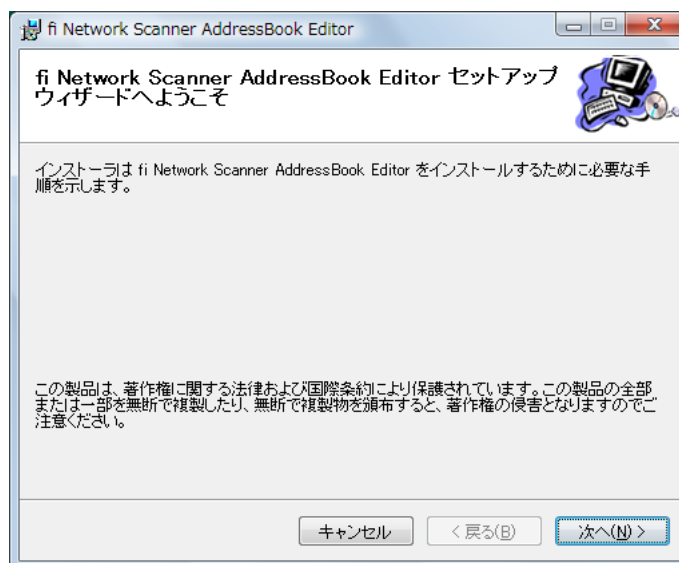 fi Network Scanner AddressBook Editor
fi Network Scanner AddressBook Editor セットアップ
ウィザードへようこそ
インストーラは fi Network Scanner AddressBook Editor をインストールするために必要な手
順を示します。
この製品は、著作権に関する法律および国際条約により保護されています。この製品の全部
または一部を無断で複製したり、無断で複製物を頒布すると、著作権の侵害となりますのでご
注意ください。
キャンセル
< 戻る(B)
次へ(N) >